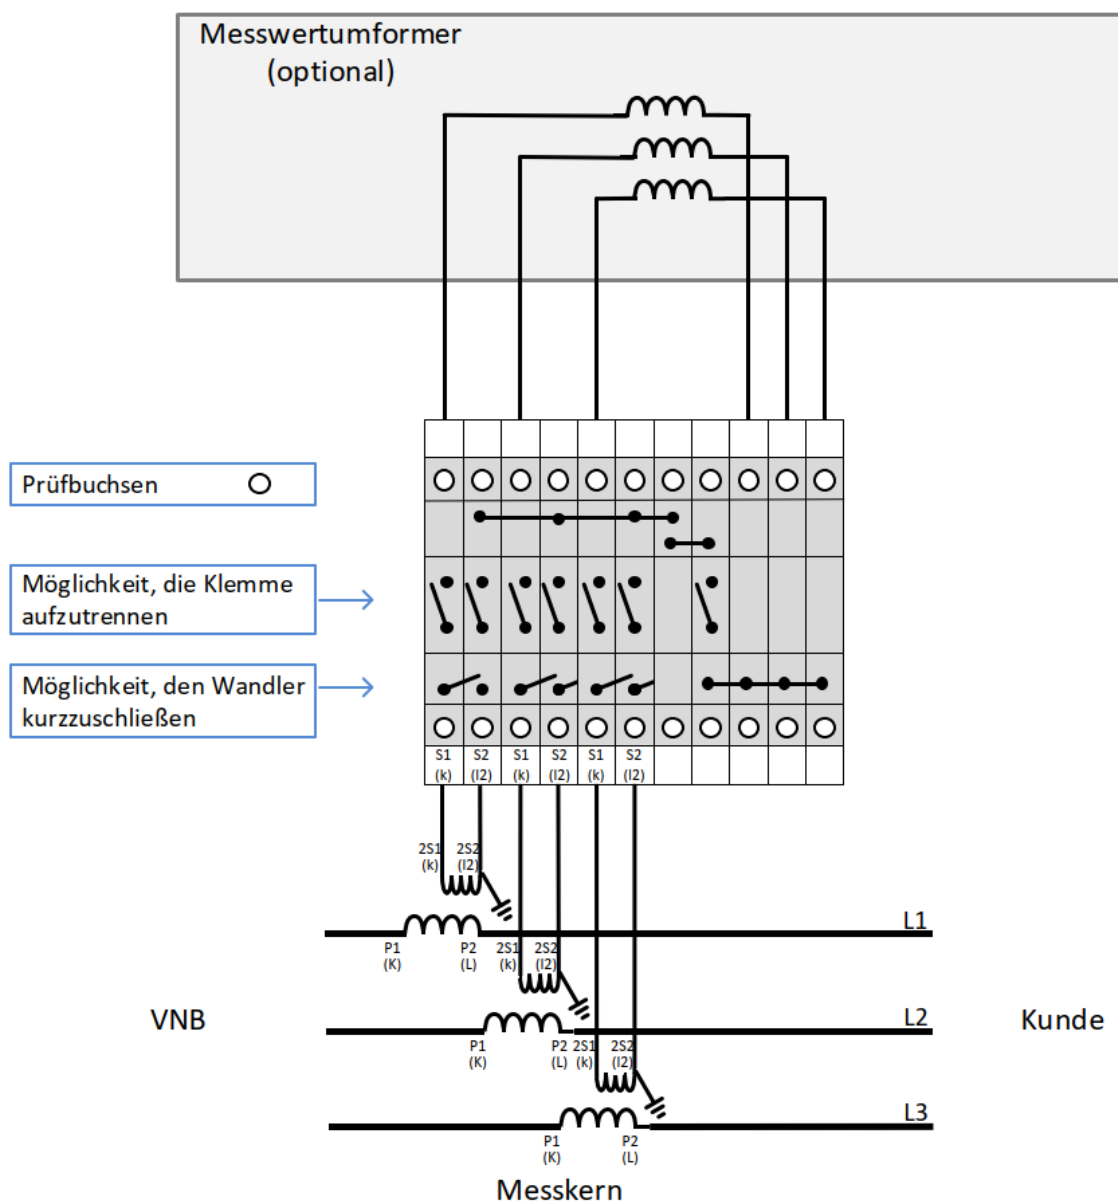 Messwertumformer
(optional)
Prüfbuchsen
Möglichkeit, die Klemme
aufzutrennen
Möglichkeit, den Wandler
kurzzuschließen
S1 S2 S1 S2 S1 S2
(k) (l2) (k) (l2) (k) (l2)
2S1 2S2
(k) (l2)
L1
P1 P2 2S1 2S2
(K) (L) (k) (l2)
VNB L2 Kunde
P1 P2 2S1 2S2
(K) (L) (k) (l2)
L3
P1 P2
(K) (L)
Messkern